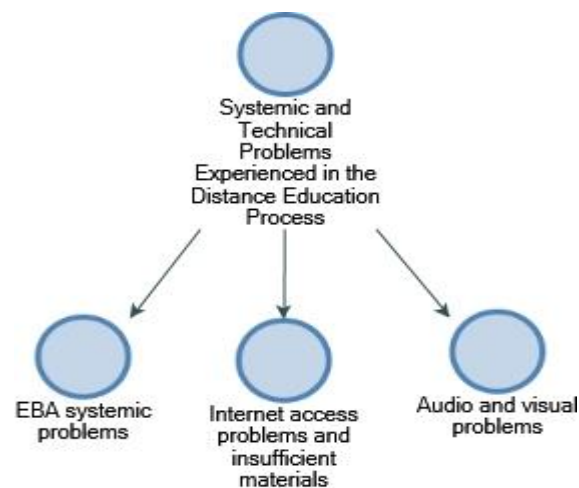 Systemic and
Technical
Problems
Experienced in the
Distance Education
Process
EBA systemic
problems
Internet access
problems and
insufficient
materials
Audio and visual
problems